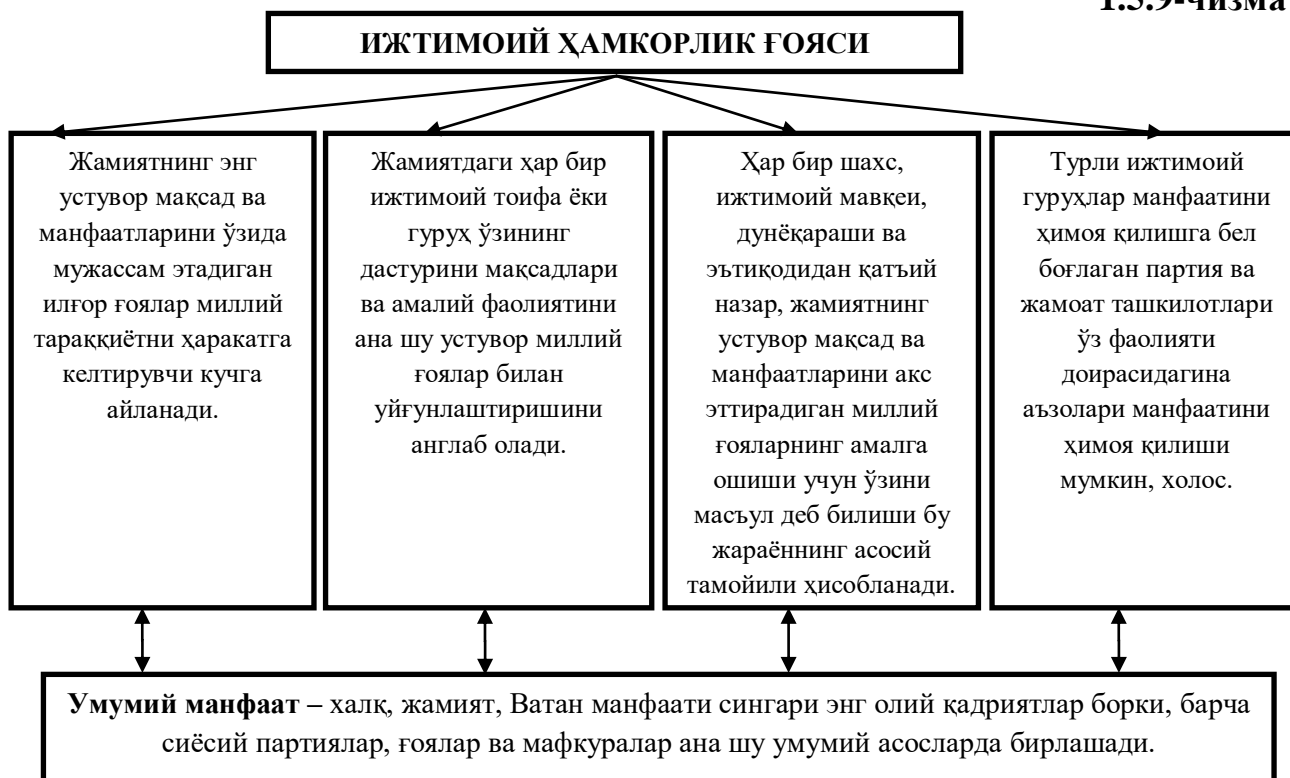 1.5.9-чизма
ИЖТИМОИЙ ҲАМКОРЛИК ҒОЯСИ
Жамиятнинг энг
устувор мақсад ва
манфаатларини ўзида
мужассам этадиган
илғор ғоялар миллий
тараққиётни ҳаракатга
келтирувчи кучга
айланади.
Жамиятдаги ҳар бир
ижтимоий тоифа ёки
гуруҳ ўзининг
дастурини мақсадлари
ва амалий фаолиятини
ана шу устувор миллий
ғоялар билан
уйғунлаштиришини
англаб олади.
Ҳар бир шахс,
ижтимоий мавқеи,
дунёқараши ва
эътиқодидан қатъий
назар, жамиятнинг
устувор мақсад ва
манфаатларини акс
эттирадиган миллий
ғояларнинг амалга
ошиши учун ўзини
масъул деб билиши бу
жараённинг асосий
тамойили ҳисобланади.
Турли ижтимоий
гуруҳлар манфаатини
ҳимоя қилишга бел
боғлаган партия ва
жамоат ташкилотлари
ўз фаолияти
доирасидагина
аъзолари манфаатини
ҳимоя қилиши
мумкин, холос.
Умумий манфаат – халқ, жамият, Ватан манфаати сингари энг олий қадриятлар борки, барча
сиёсий партиялар, ғоялар ва мафкуралар ана шу умумий асосларда бирлашади.